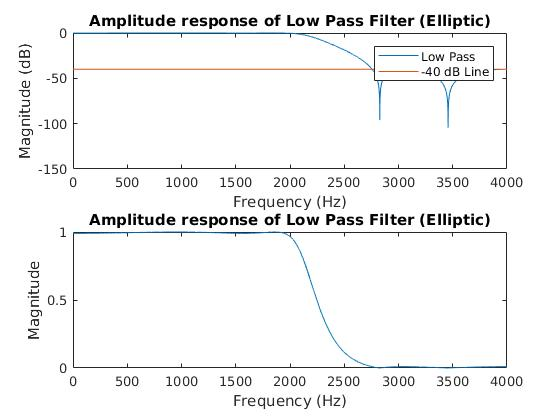 Amplitude response of Low Pass Filter (Elliptic)
0
-50
-100
-150
Magnitude (dB)
Low Pass
-40 dB Line
0 500 1000 1500 2000 2500 3000 3500 4000
Frequency (Hz)
Amplitude response of Low Pass Filter (Elliptic)
1
0.5
0
Magnitude
0 500 1000 1500 2000 2500 3000 3500 4000
Frequency (Hz)